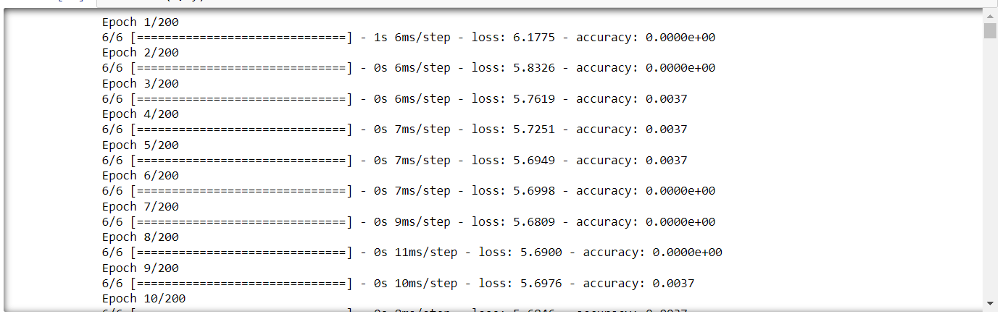 Epoch 1/200
6/6 [==============================] - 1s 6ms/step - loss: 6.1775 - accuracy: 0.0000e+00
Epoch 2/200
6/6 [==============================] - 0s 6ms/step - loss: 5.8326 - accuracy: 0.0000e+00
Epoch 3/200
6/6 [==============================] - 0s 6ms/step - loss: 5.7619 - accuracy: 0.0037
Epoch 4/200
6/6 [==============================] - 0s 7ms/step - loss: 5.7251 - accuracy: 0.0037
Epoch 5/200
6/6 [==============================] - 0s 7ms/step - loss: 5.6949 - accuracy: 0.0037
Epoch 6/200
6/6 [==============================] - 0s 7ms/step - loss: 5.6998 - accuracy: 0.0000e+00
Epoch 7/200
6/6 [==============================] - 0s 9ms/step - loss: 5.6809 - accuracy: 0.0000e+00
Epoch 8/200
6/6 [==============================] - 0s 11ms/step - loss: 5.6900 - accuracy: 0.0000e+00
Epoch 9/200
6/6 [==============================] - 0s 10ms/step - loss: 5.6976 - accuracy: 0.0037
Epoch 10/200